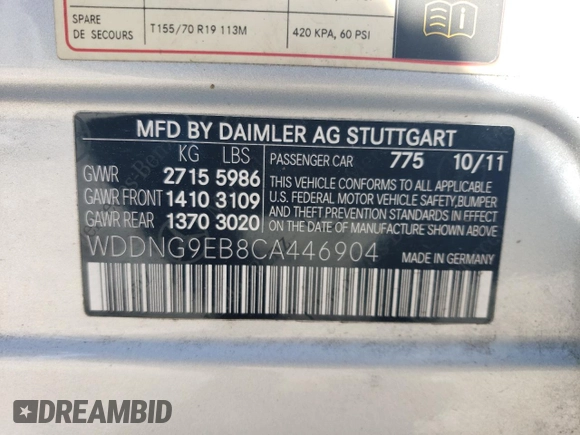 SPARE
DE SECOURS
T155/70 R19 113M
420 KPA, 60 PSI
MFD BY DAIMLER AG STUTTGART
KG LBS
GVWR 2715 5986
GAWR FRONT 1410 3109
GAWR REAR 1370 3020
PASSENGER CAR 775 10/11
THIS VEHICLE CONFORMS TO ALL APPLICABLE
U.S. FEDERAL MOTOR VEHICLE SAFETY,BUMPER
AND THEFT PREVENTION STANDARDS IN EFFECT
ON THE DATE OF MANUFACTURE SHOWN ABOVE.
WDDNG9EB8CA446904
MADE IN GERMANY
DREAMBID